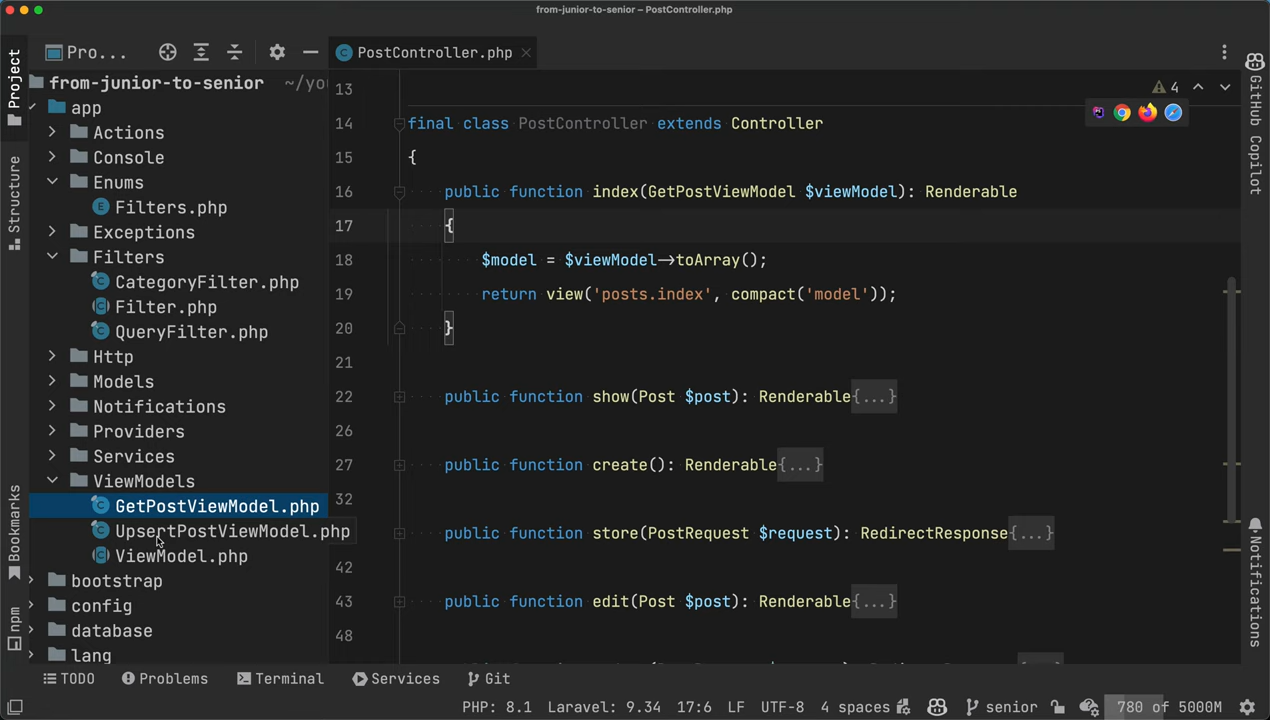 from-junior-to-senior – PostController.php
Project
Pro...
PostController.php
from-junior-to-senior ~/you
app
Actions
Console
Enums
Filters.php
Exceptions
Filters
CategoryFilter.php
Filter.php
QueryFilter.php
Http
Models
Notifications
Providers
Services
ViewModels
GetPostViewModel.php
UpsertPostViewModel.php
ViewModel.php
bootstrap
config
database
lang
Structure
Bookmarks
npm
4
13
14 final class PostController extends Controller
15 {
16 public function index(GetPostViewModel $viewModel): Renderable
17 {
18 $model = $viewModel->toArray();
19 return view('posts.index', compact('model'));
20 }
21
22 public function show(Post $post): Renderable{...}
26
27 public function create(): Renderable{...}
32
33 public function store(PostRequest $request): RedirectResponse{...}
42
43 public function edit(Post $post): Renderable{...}
48
GitHub Copilot
Notifications
TODO Problems Terminal Services Git
PHP: 8.1 Laravel: 9.34 17:6 LF UTF-8 4 spaces senior 780 of 5000M